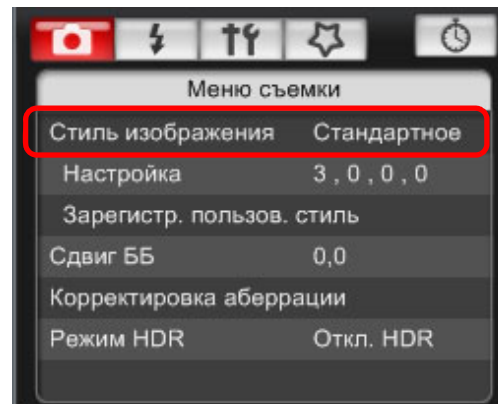 Меню съемки
Стиль изображения Стандартное
Настройка 3 , 0 , 0 , 0
Зарегистр. пользов. стиль
Сдвиг ББ 0,0
Корректировка аберрации
Режим HDR Откл. HDR